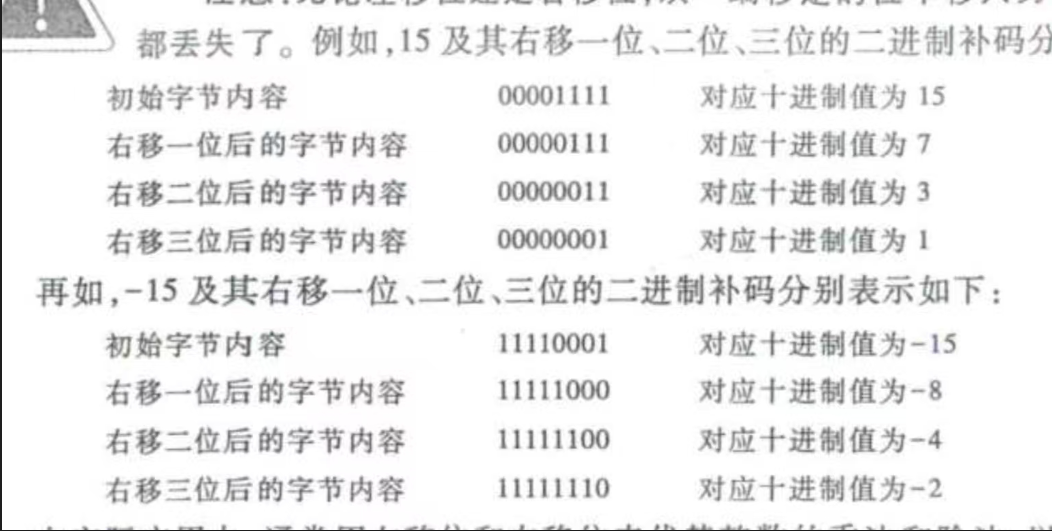 都丢失了。例如,15 及其右移一位、二位、三位的二进制补码分
初始字节内容 00001111 对应十进制值为 15
右移一位后的字节内容 00000111 对应十进制值为 7
右移二位后的字节内容 00000011 对应十进制值为 3
右移三位后的字节内容 00000001 对应十进制值为 1
再如,-15 及其右移一位、二位、三位的二进制补码分别表示如下:
初始字节内容 11110001 对应十进制值为-15
右移一位后的字节内容 11111000 对应十进制值为-8
右移二位后的字节内容 11111100 对应十进制值为-4
右移三位后的字节内容 11111110 对应十进制值为-2